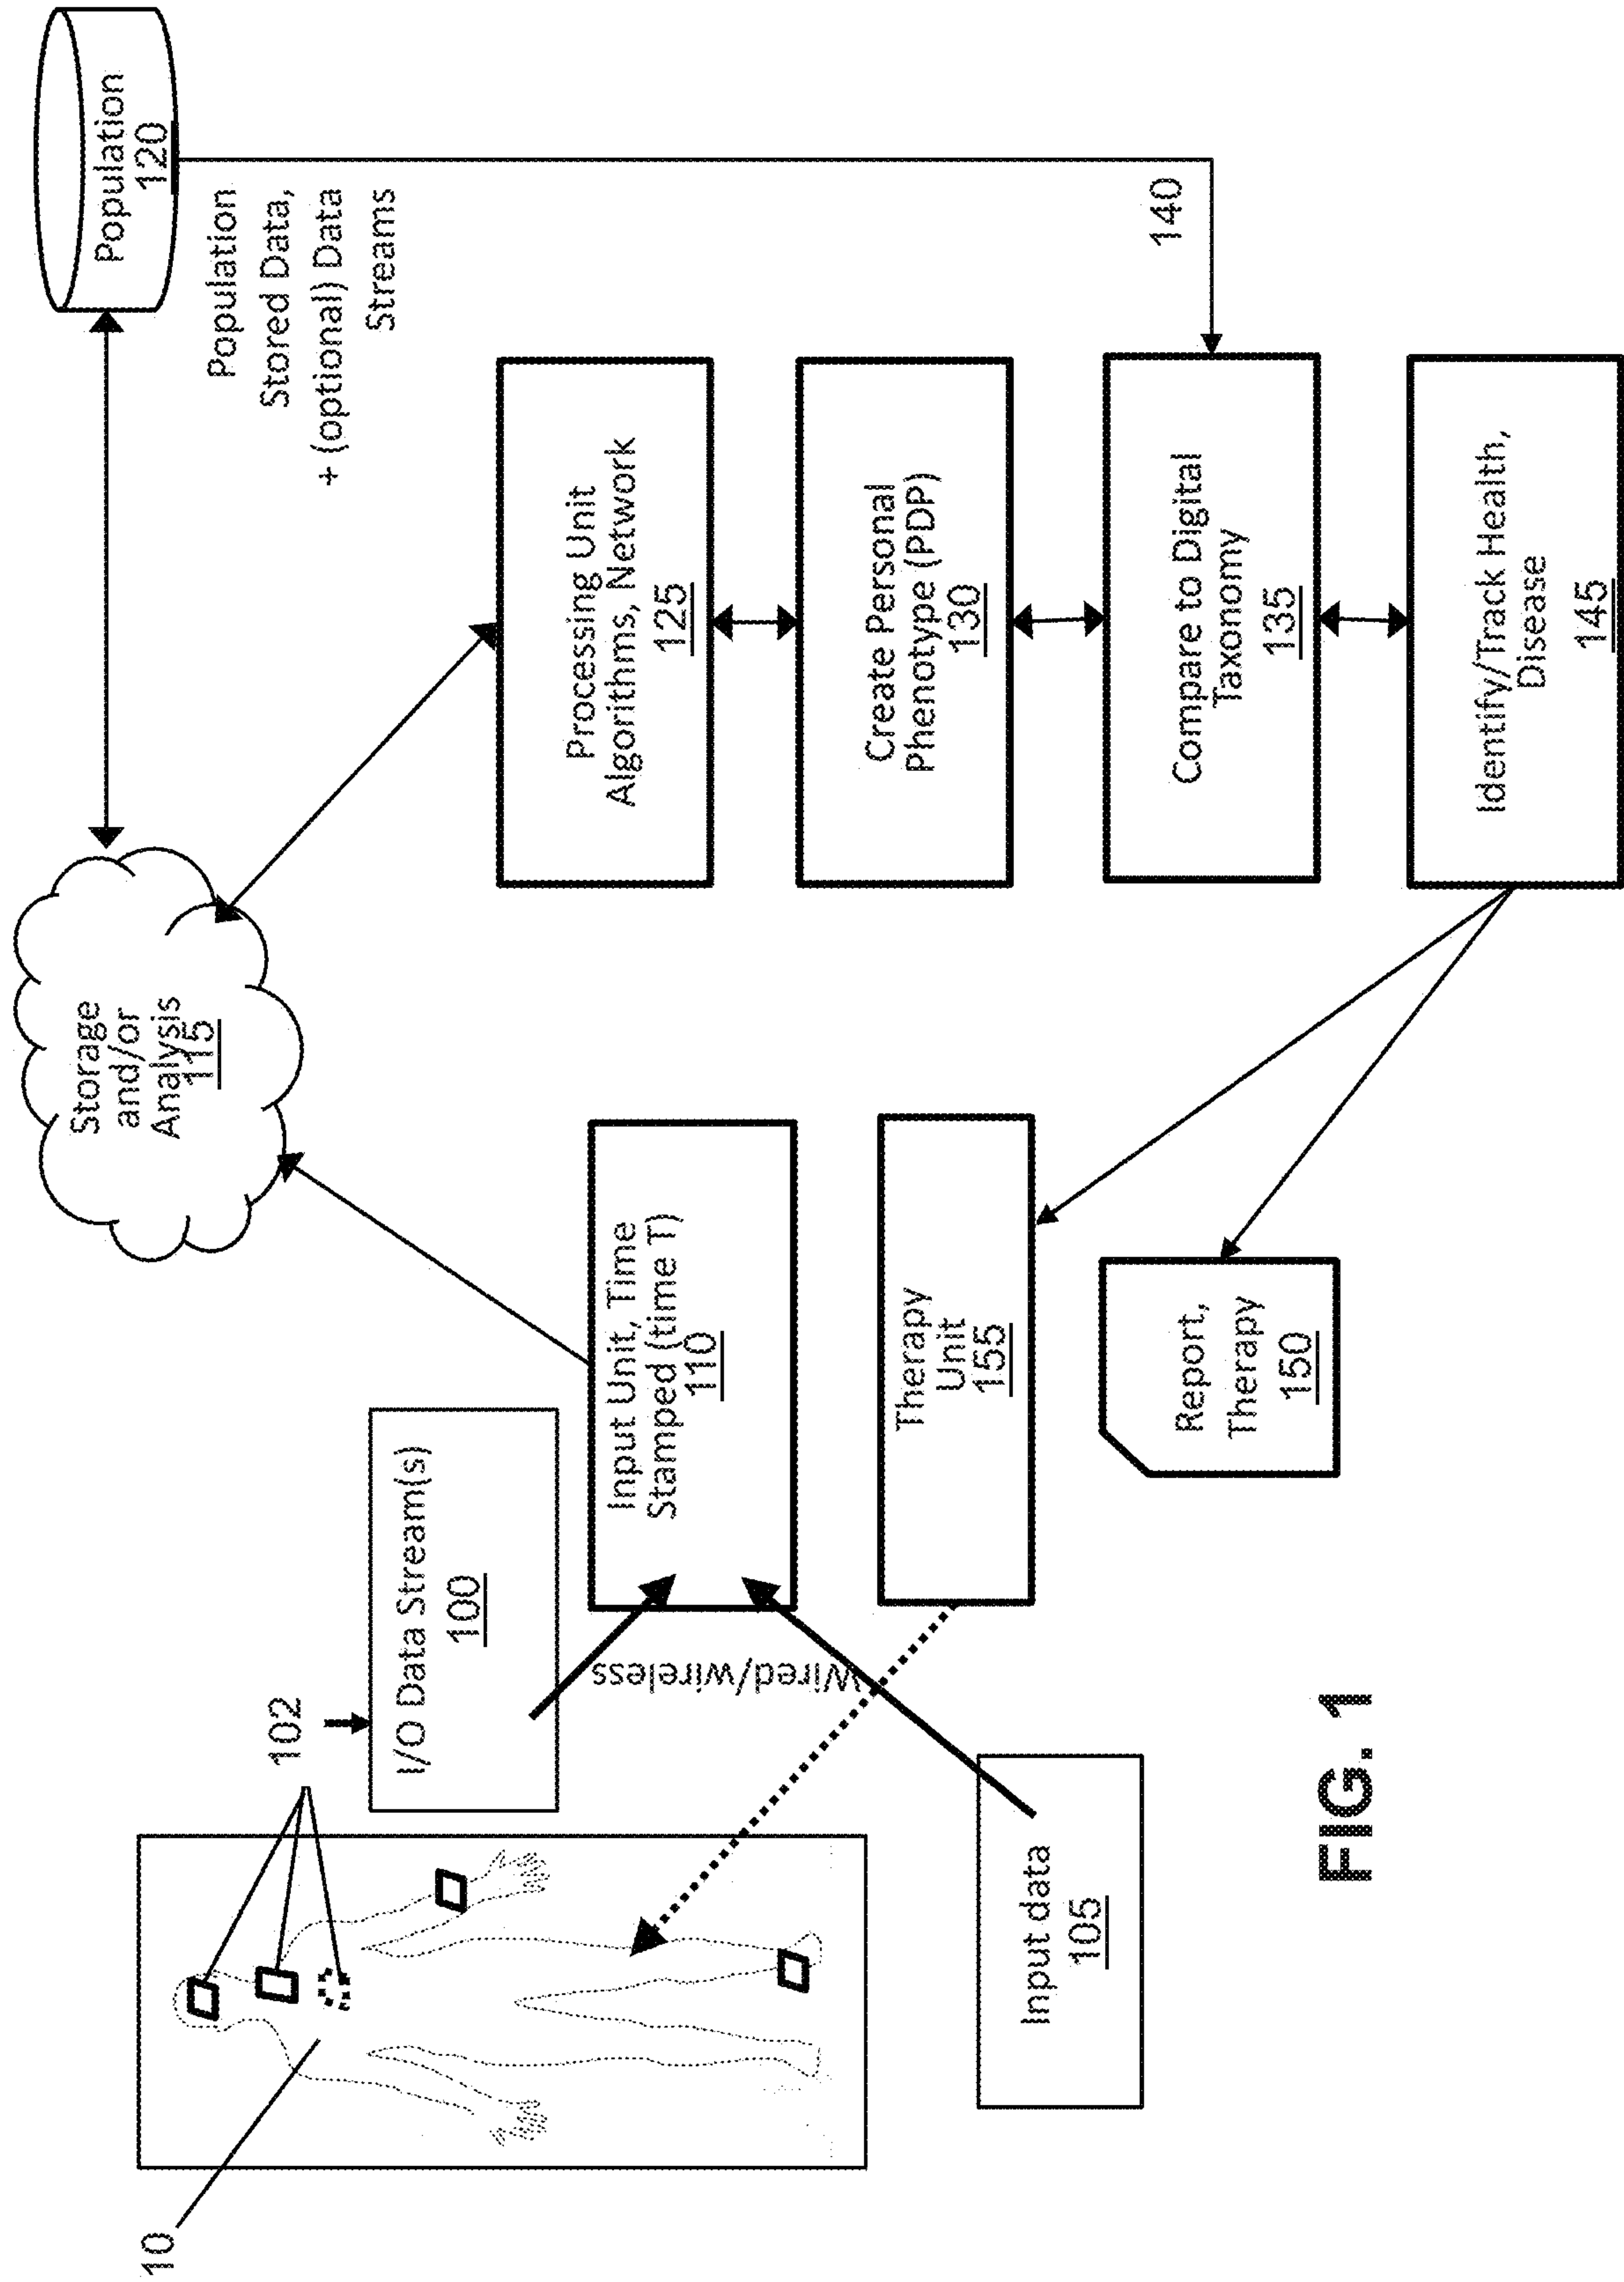 10
102
I/O Data Stream(s)
100
Input data
105
Wired/wireless
Input Unit, Time
Stamped (time T)
110
Storage
and/or
Analysis
115
Population
120
Population
Stored Data,
+ (optional) Data
Streams
Processing Unit
Algorithms, Network
125
Create Personal
Phenotype (PDP)
130
Compare to Digital
Taxonomy
135
140
Identify/Track Health,
Disease
145
Therapy
Unit
155
Report,
Therapy
150
FIG. 1